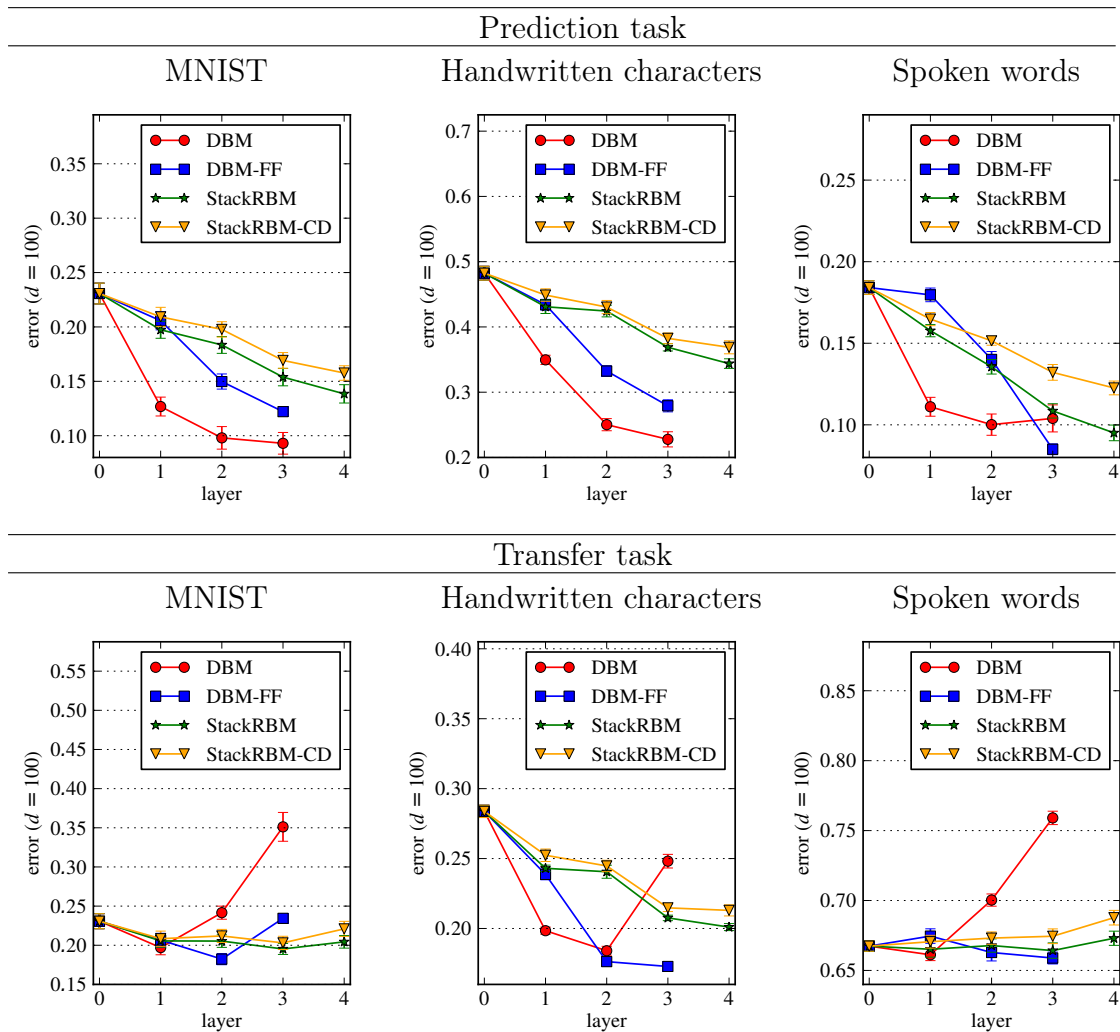 Prediction task
MNIST Handwritten characters Spoken words
DBM
DBM-FF
StackRBM
StackRBM-CD
error (d = 100)
0.35
0.30
0.25
0.20
0.15
0.10
0 1 2 3 4
layer
DBM
DBM-FF
StackRBM
StackRBM-CD
error (d = 100)
0.7
0.6
0.5
0.4
0.3
0.2
0 1 2 3 4
layer
DBM
DBM-FF
StackRBM
StackRBM-CD
error (d = 100)
0.25
0.20
0.15
0.10
0 1 2 3 4
layer
Transfer task
MNIST Handwritten characters Spoken words
DBM
DBM-FF
StackRBM
StackRBM-CD
error (d = 100)
0.55
0.50
0.45
0.40
0.35
0.30
0.25
0.20
0.15
0 1 2 3 4
layer
DBM
DBM-FF
StackRBM
StackRBM-CD
error (d = 100)
0.40
0.35
0.30
0.25
0.20
0 1 2 3 4
layer
DBM
DBM-FF
StackRBM
StackRBM-CD
error (d = 100)
0.85
0.80
0.75
0.70
0.65
0 1 2 3 4
layer